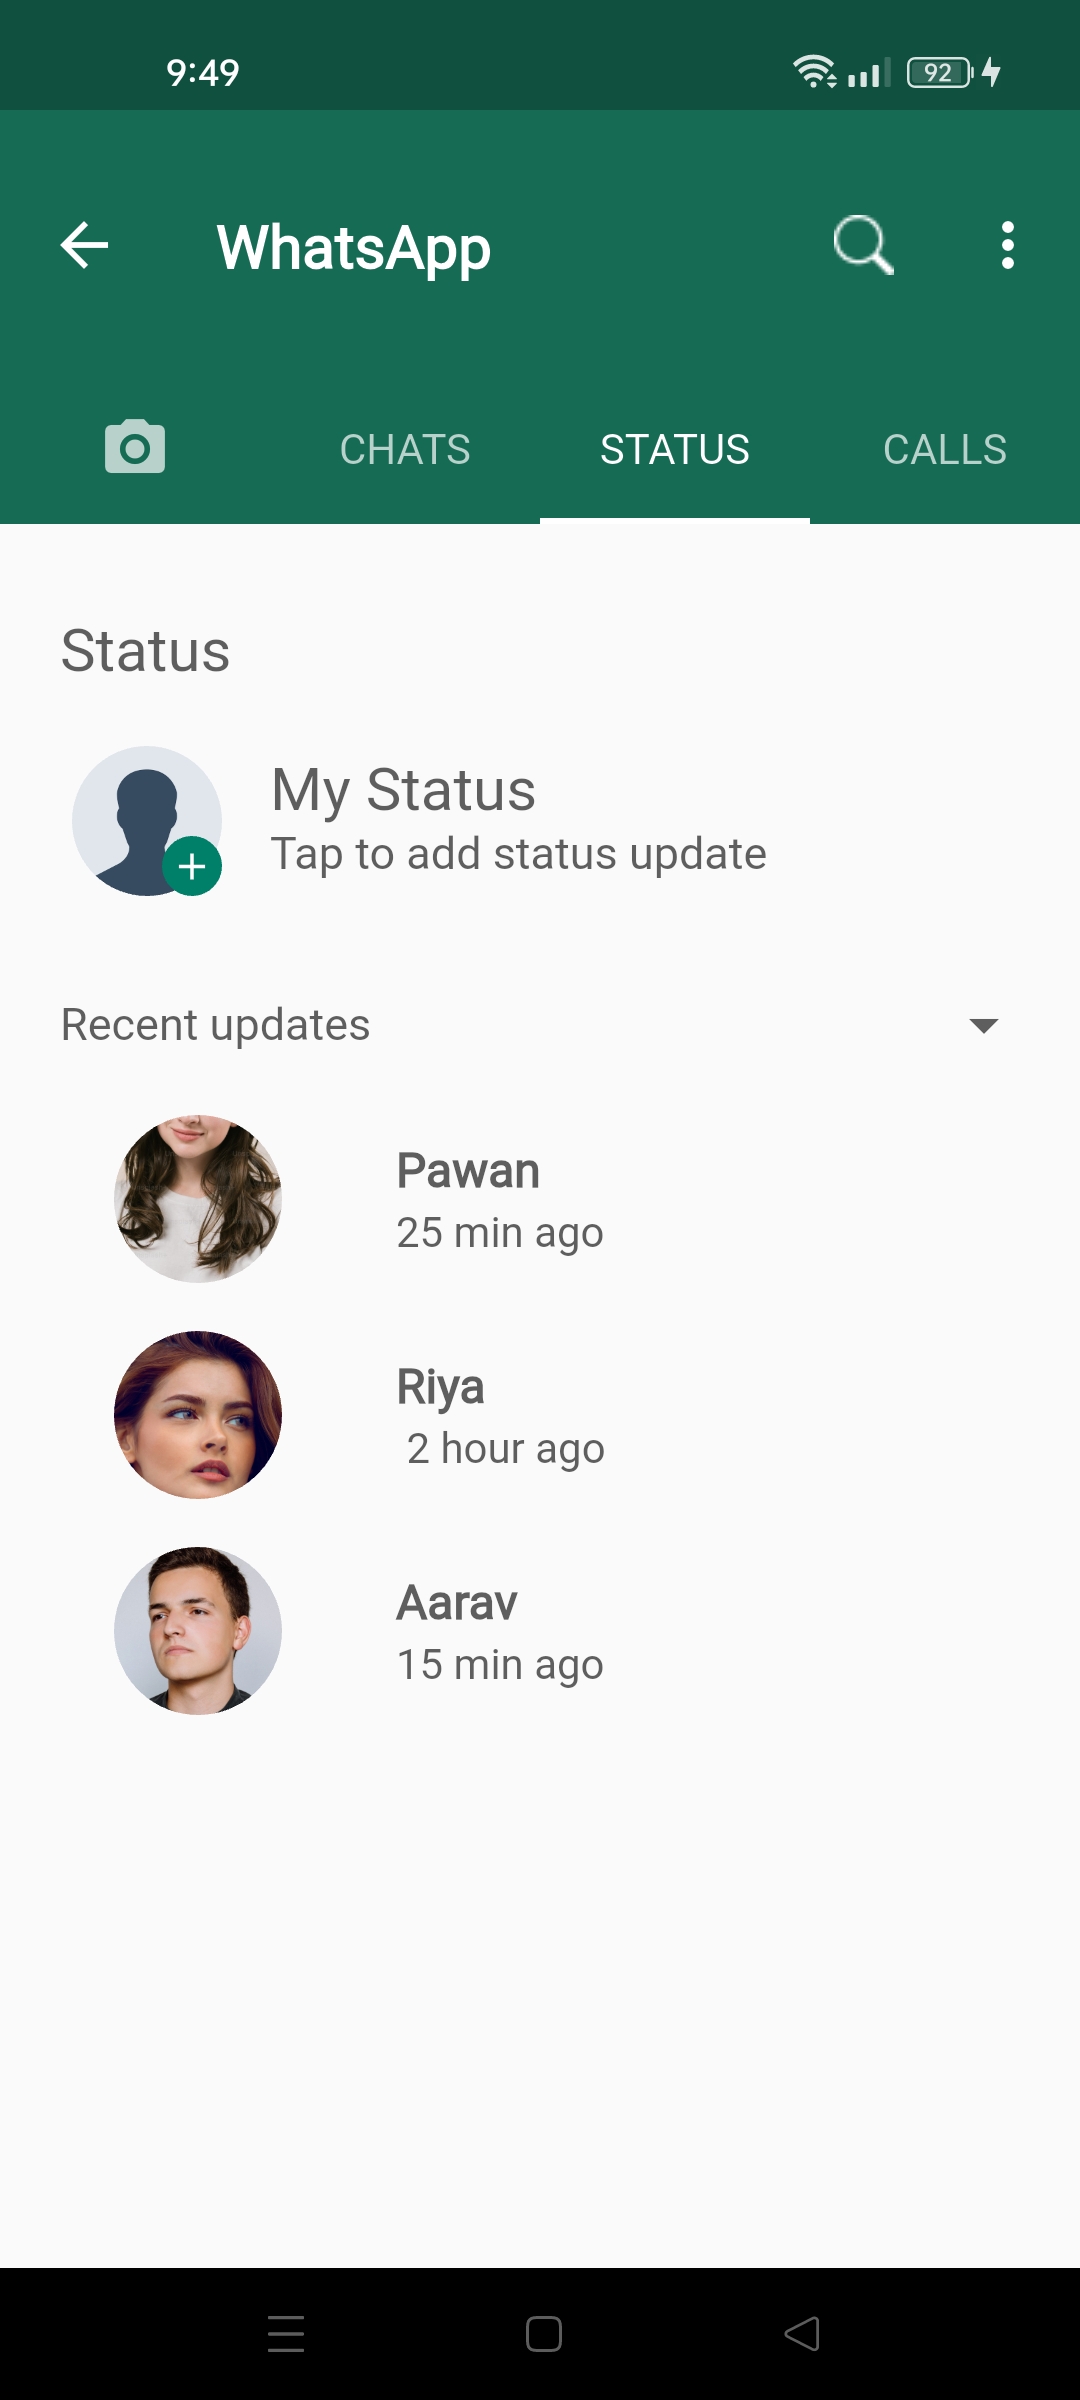 9:49
92
WhatsApp
CHATS STATUS CALLS
Status
My Status
Tap to add status update
Recent updates
Pawan
25 min ago
Riya
2 hour ago
Aarav
15 min ago